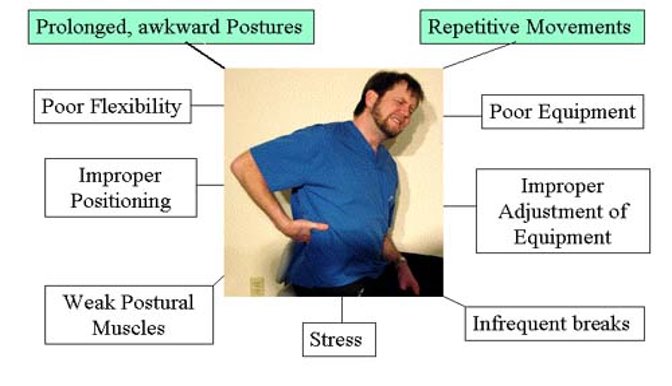 Prolonged, awkward Postures
Repetitive Movements
Poor Flexibility
Poor Equipment
Improper
Positioning
Improper
Adjustment of
Equipment
Weak Postural
Muscles
Stress
Infrequent breaks